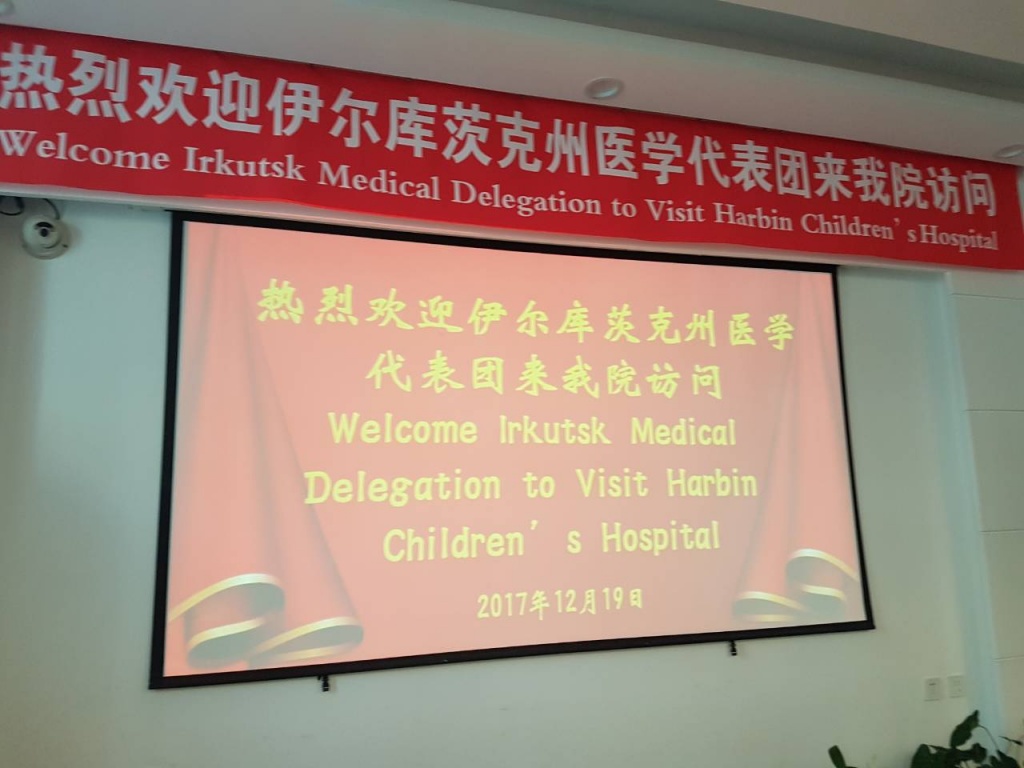 热烈欢迎伊尔库茨克州医学代表团来我院访问
Welcome Irkutsk Medical Delegation to Visit Harbin Children's Hospital
热烈欢迎伊尔库茨克州医学
代表团来我院访问
Welcome Irkutsk Medical
Delegation to Visit Harbin
Children's Hospital
2017年12月19日